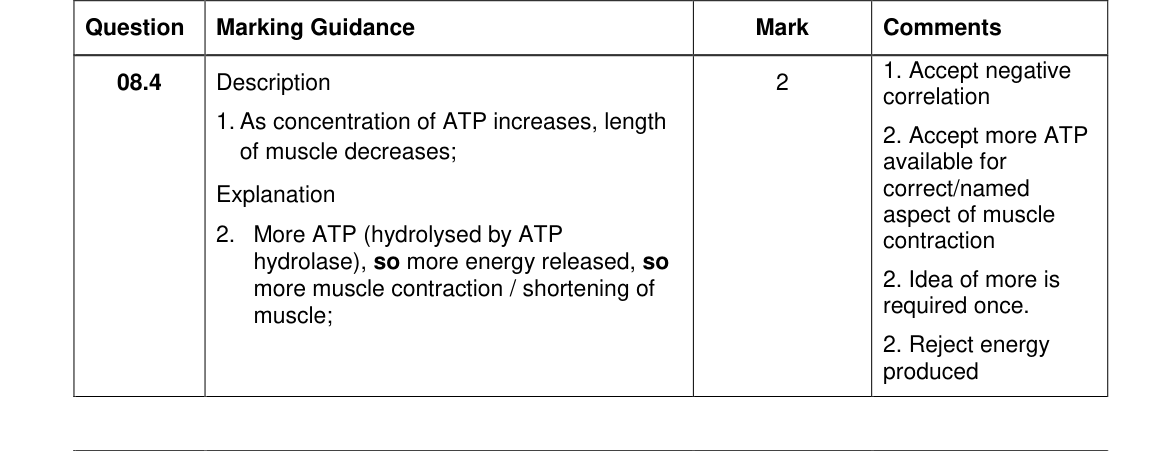 Question Marking Guidance Mark Comments
08.4 Description 2
1. As concentration of ATP increases, length
of muscle decreases;
Explanation
2. More ATP (hydrolysed by ATP
hydrolase), so more energy released, so
more muscle contraction / shortening of
muscle;
1. Accept negative
correlation
2. Accept more ATP
available for
correct/named
aspect of muscle
contraction
2. Idea of more is
required once.
2. Reject energy
produced